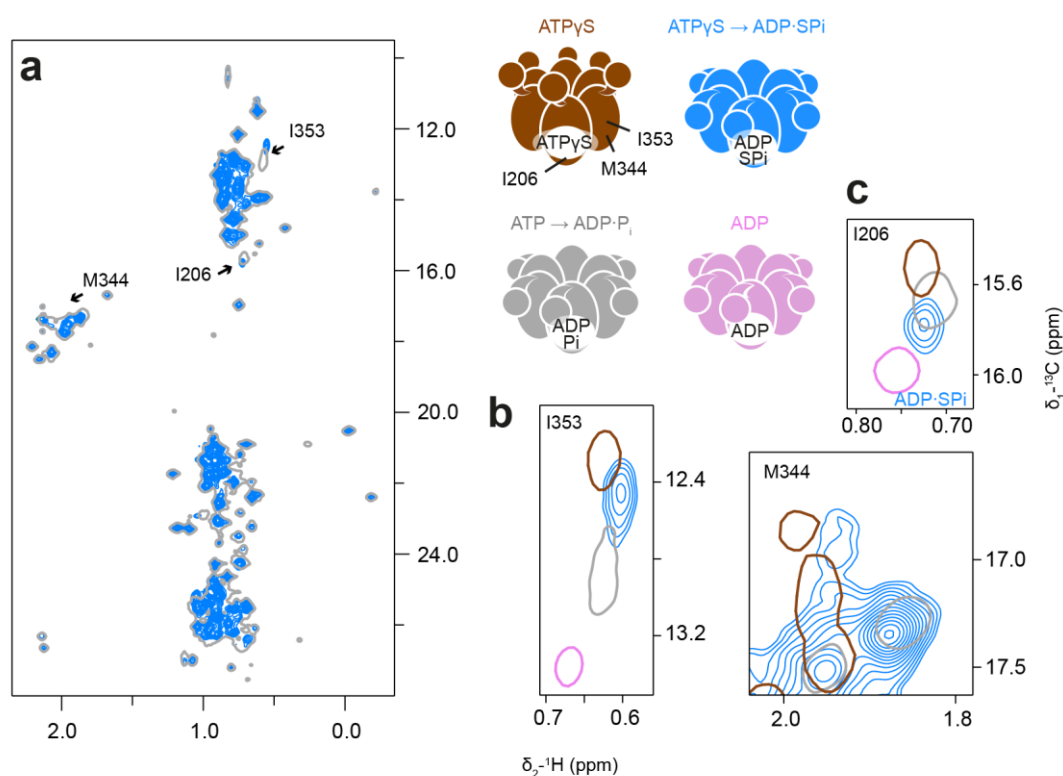 a
12.0
16.0
20.0
24.0
2.0 1.0 0.0
I353
I206
M344
ATPγS
ATPγS
I353
M344
I206
ATPγS → ADP·SPi
ADP
SPi
ATP → ADP·Pi
ADP
Pi
ADP
ADP
b
I353
12.4
13.2
0.7 0.6
δ2-¹H (ppm)
c
I206
15.6
16.0
ADP·SPi
0.80 0.70
δ1-¹³C (ppm)
M344
17.0
17.5
2.0 1.8